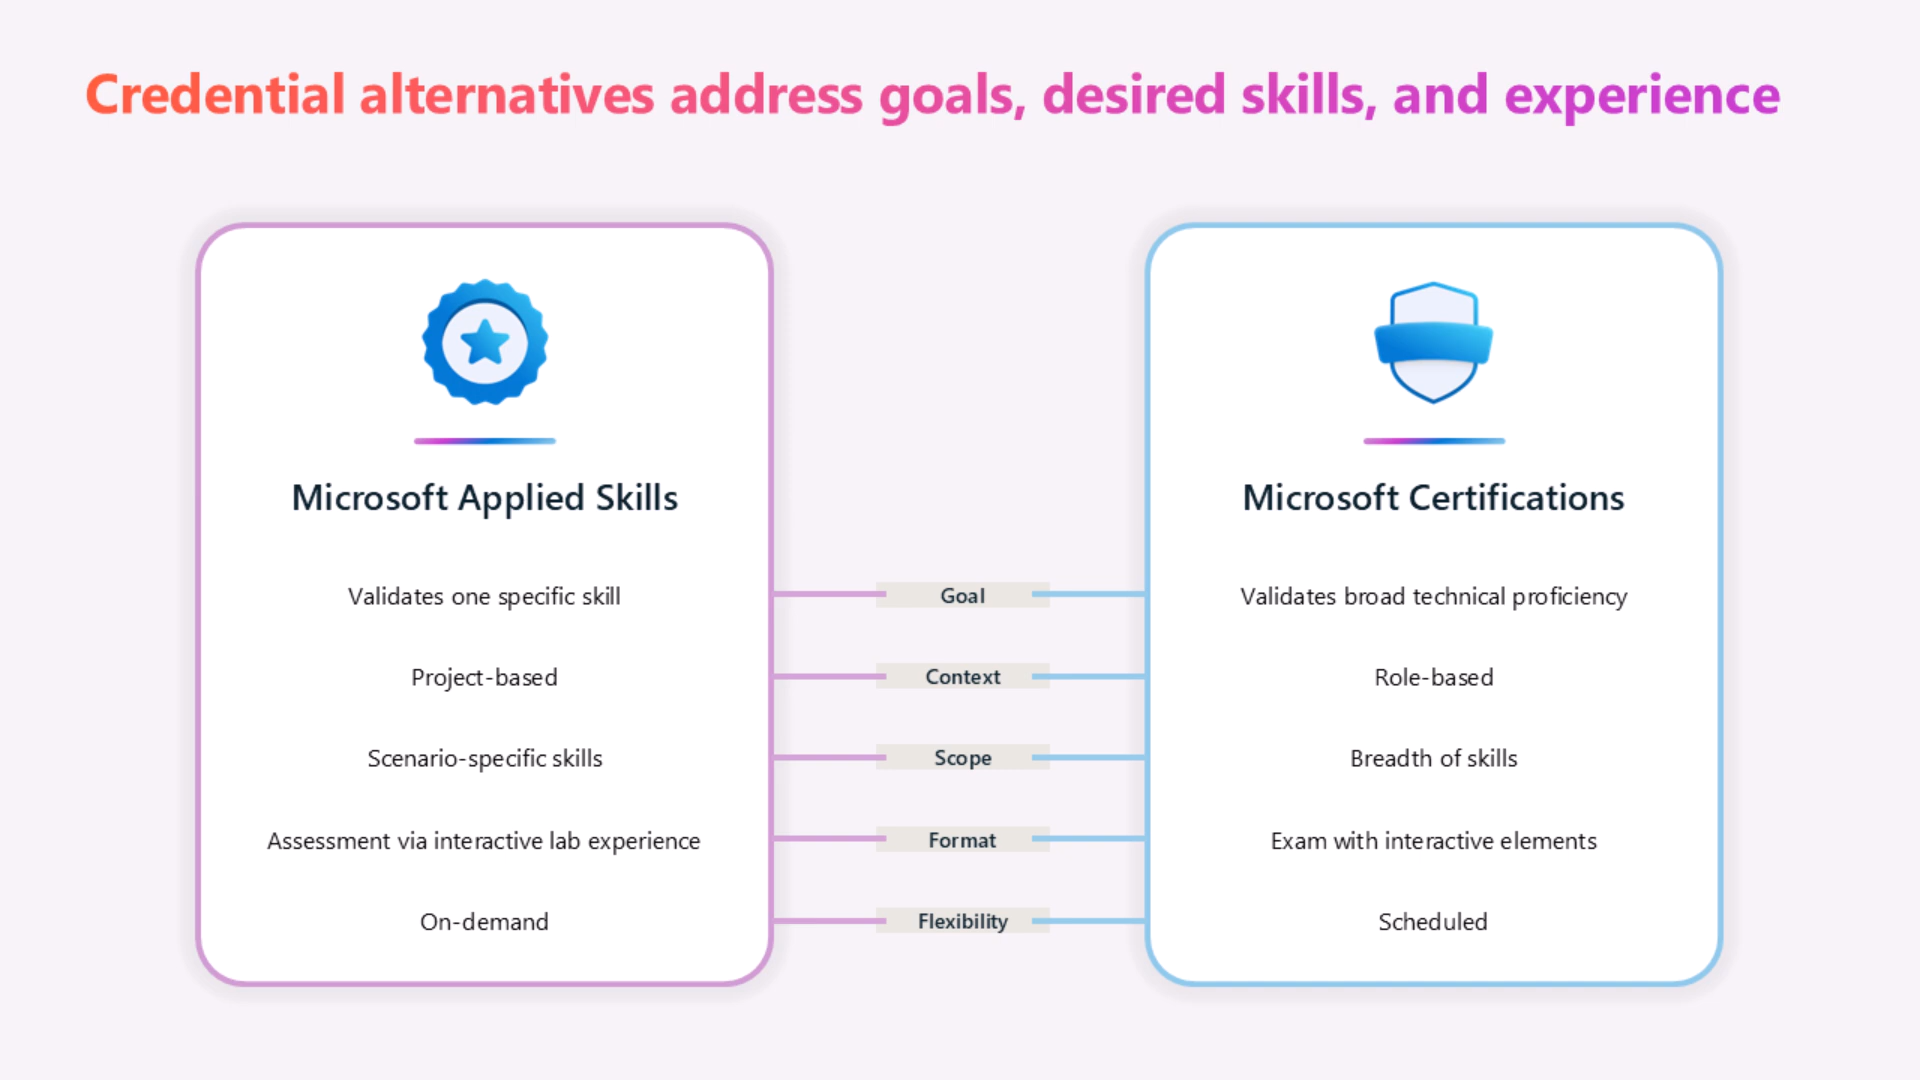 Credential alternatives address goals, desired skills, and experience
Microsoft Applied Skills
Microsoft Certifications
Validates one specific skill
Goal
Validates broad technical proficiency
Project-based
Context
Role-based
Scenario-specific skills
Scope
Breadth of skills
Assessment via interactive lab experience
Format
Exam with interactive elements
On-demand
Flexibility
Scheduled